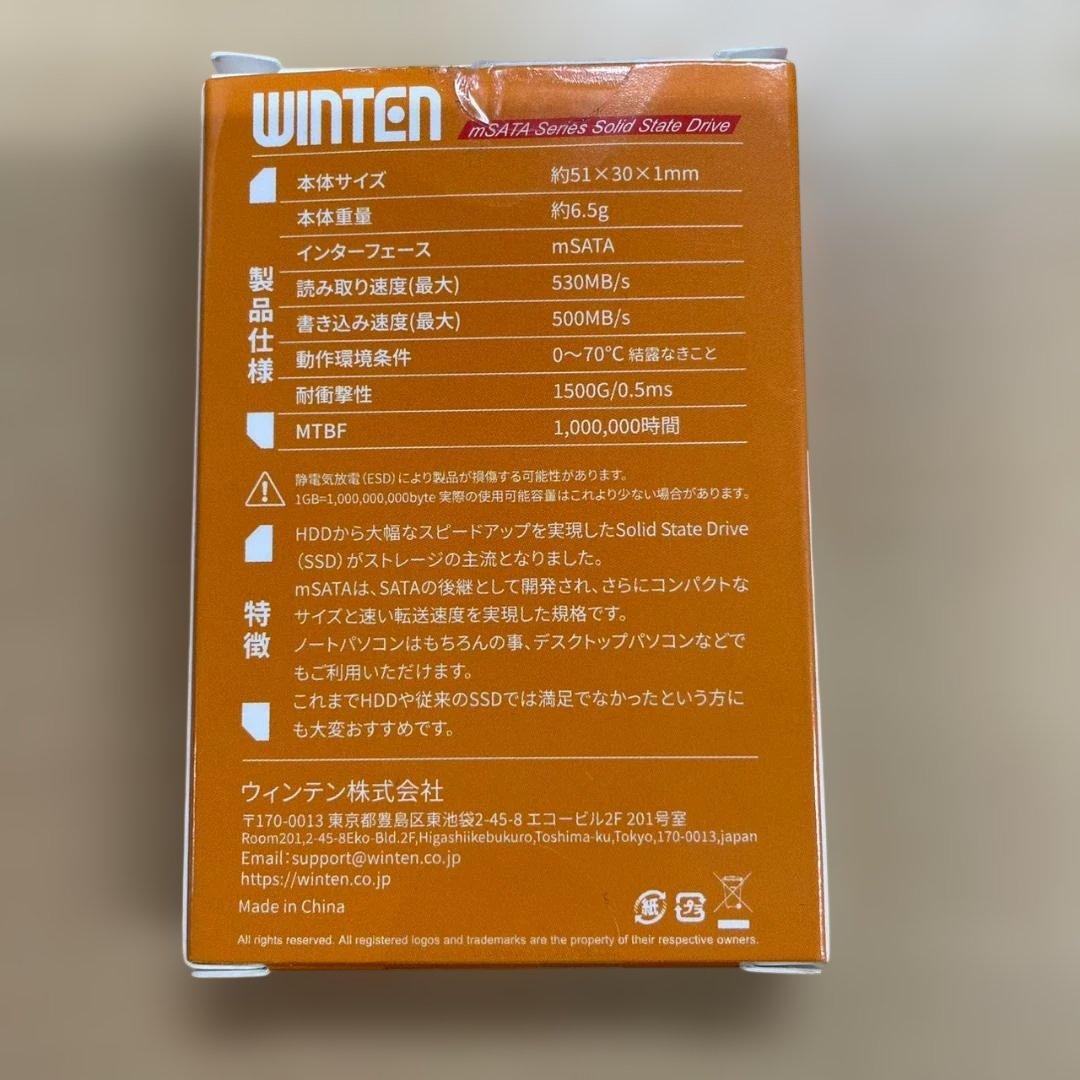 WINTEN
mSATA Series Solid State Drive
製品仕様
本体サイズ 約51×30×1mm
本体重量 約6.5g
インターフェース mSATA
読み取り速度(最大) 530MB/s
書き込み速度(最大) 500MB/s
動作環境条件 0～70℃ 結露なきこと
耐衝撃性 1500G/0.5ms
MTBF 1,000,000時間
静電気放電(ESD)により製品が損傷する可能性があります。
1GB=1,000,000,000byte 実際の使用可能容量はこれより少ない場合があります。
特徴
HDDから大幅なスピードアップを実現したSolid State Drive
(SSD)がストレージの主流となりました。
mSATAは、SATAの後継として開発され、さらにコンパクトな
サイズと速い転送速度を実現した規格です。
ノートパソコンはもちろんの事、デスクトップパソコンなどで
もご利用いただけます。
これまでHDDや従来のSSDでは満足でなかったという方に
も大変おすすめです。
ウィンテン株式会社
〒170-0013 東京都豊島区東池袋2-45-8 エコービル2F 201号室
Room201,2-45-8Eko-Bld.2F,Higashiikebukuro,Toshima-ku,Tokyo,170-0013,japan
Email：support@winten.co.jp
https://winten.co.jp
Made in China
紙 プラ
All rights reserved. All registered logos and trademarks are the property of their respective owners.